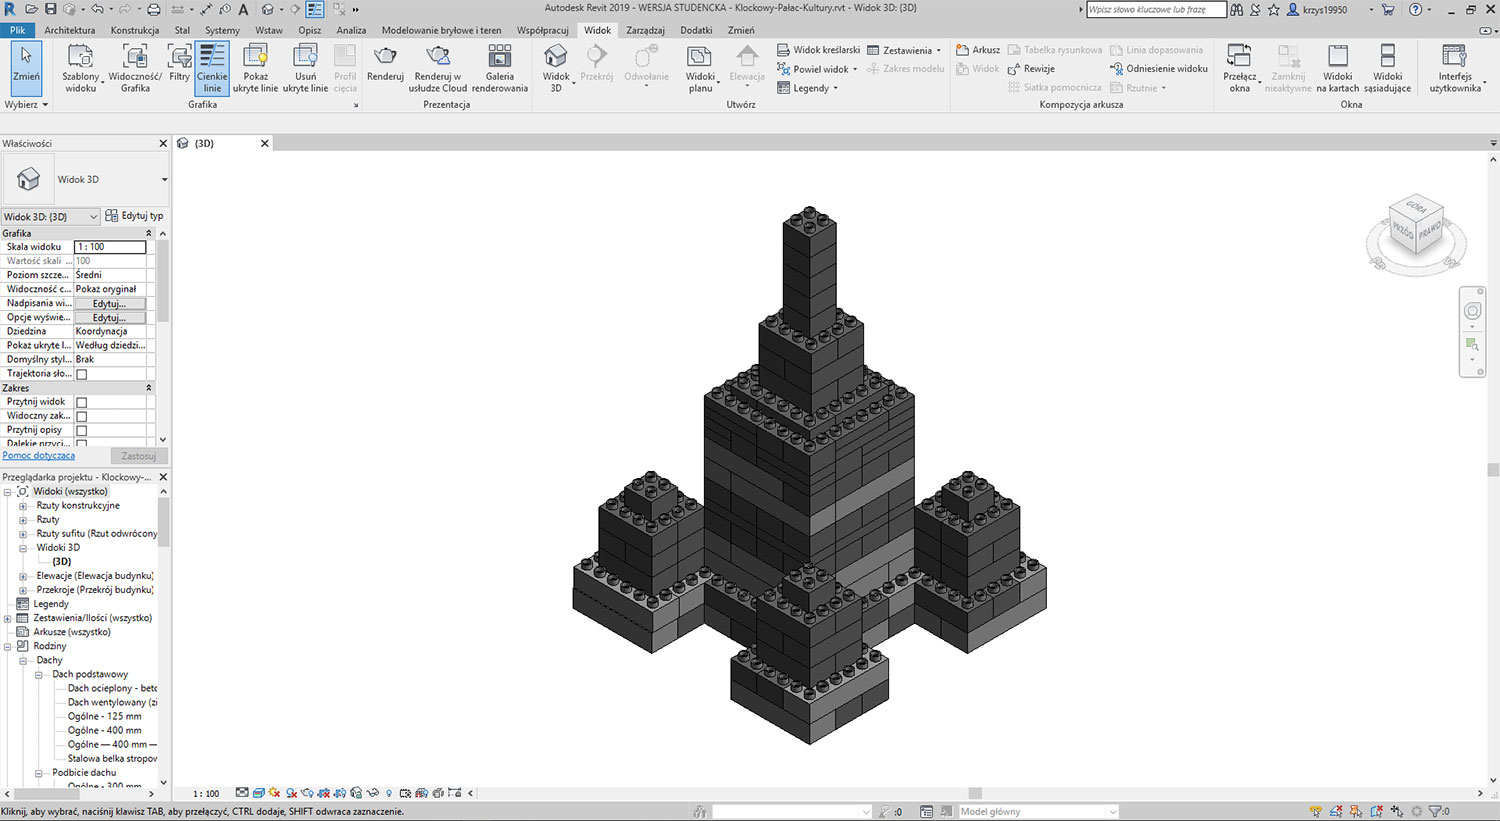 Autodesk Revit 2019 - WERSJA STUDENCKA - Klockowy-Pałac-Kultury.rvt - Widok 3D: {3D}
Wpisz słowo kluczowe lub frazę
krzys19950
Plik Architektura Konstrukcja Stal Systemy Wstaw Opisz Analiza Modelowanie bryłowe i teren Współpracuj Widok Zarządzaj Dodatki Zmień
Zmień
Wybierz
Szablony widoku
Widoczność/ Grafika
Filtry
Cienkie linie
Pokaż ukryte linie
Usuń ukryte linie
Profil cięcia
Grafika
Renderuj
Renderuj w usłudze Cloud
Galeria renderowania
Prezentacja
Widok 3D
Przekrój
Odwołanie
Widoki planu
Elewacja
Widok kreślarski
Powiel widok
Legendy
Zestawienia
Zakres modelu
Utwórz
Arkusz
Widok
Tabela rysunkowa
Rewizje
Siatka pomocnicza
Linia dopasowania
Odniesienie widoku
Rzutnie
Kompozycja arkusza
Przełącz okna
Zamknij nieaktywne
Widoki na kartach
Widoki sąsiadujące
Okna
Interfejs użytkownika
Właściwości
{3D}
Widok 3D
Widok 3D: {3D}
Edytuj typ
Grafika
Skala widoku 1 : 100
Wartość skali ... 100
Poziom szcze... Średni
Widoczność c... Pokaż oryginał
Nadpisania wi... Edytuj...
Opcje wyświe... Edytuj...
Dziedzina Koordynacja
Pokaż ukryte l... Według dziedzi...
Domyślny styl... Brak
Trajektoria sło...
Zakres
Przytnij widok
Widoczny zak...
Przytnij opisy
Dalekie przyci...
Pomoc dotycząca
Zastosuj
Przeglądarka projektu - Klockowy-...
Widoki (wszystko)
Rzuty konstrukcyjne
Rzuty
Rzuty sufitu (Rzut odwrócony
Widoki 3D
{3D}
Elewacje (Elewacja budynku)
Przekroje (Przekrój budynku)
Legendy
Zestawienia/Ilości (wszystko)
Arkusze (wszystko)
Rodziny
Dachy
Dach podstawowy
Dach ocieplony - beto
Dach wentylowany (zi
Ogólne - 125 mm
Ogólne - 400 mm
Ogólne — 400 mm —
Stalowa belka stropow
Podbicie dachu
Ogólne - 300 mm
GÓRA
PRZÓD
PRAWO
1 : 100
Kliknij, aby wybrać, naciśnij klawisz TAB, aby przełączyć, CTRL dodaje, SHIFT odwraca zaznaczenie.
:0
Model główny
:0